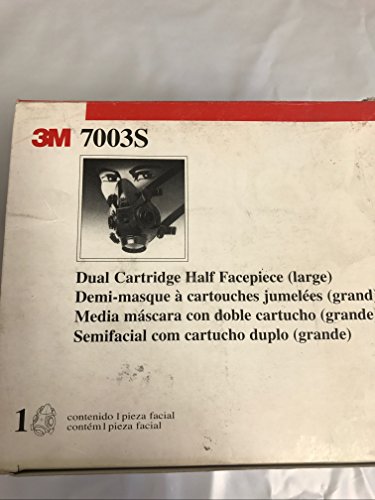 3M 7003S
Dual Cartridge Half Facepiece (large)
Demi-masque à cartouches jumelées (grand)
Media máscara con doble cartucho (grande
Semifacial com cartucho duplo (grande)
1 contenido 1 pieza facial
contém 1 pieza facial